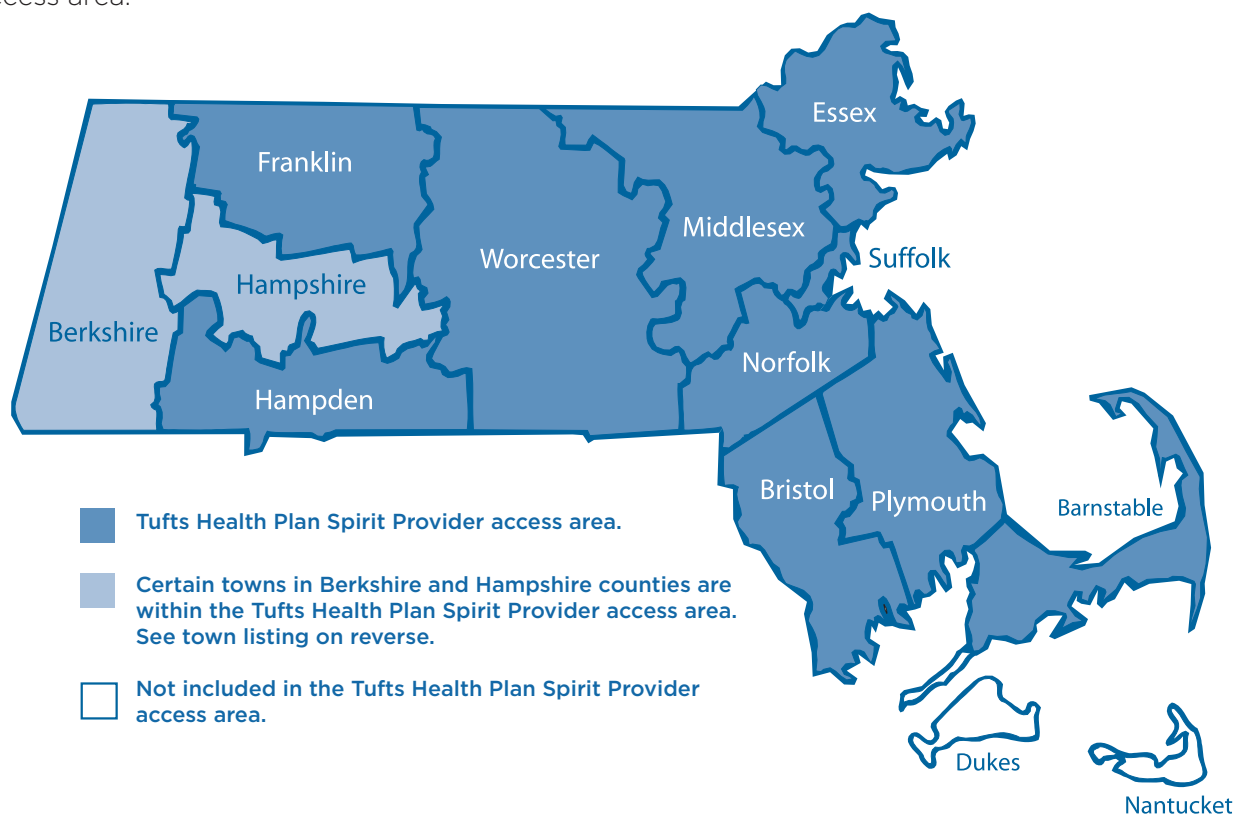 access area.
Essex
Franklin
Middlesex
Worcester
Suffolk
Hampshire
Berkshire
Norfolk
Hampden
Bristol
Plymouth
Barnstable
Tufts Health Plan Spirit Provider access area.
Certain towns in Berkshire and Hampshire counties are
within the Tufts Health Plan Spirit Provider access area.
See town listing on reverse.
Not included in the Tufts Health Plan Spirit Provider
access area.
Dukes
Nantucket